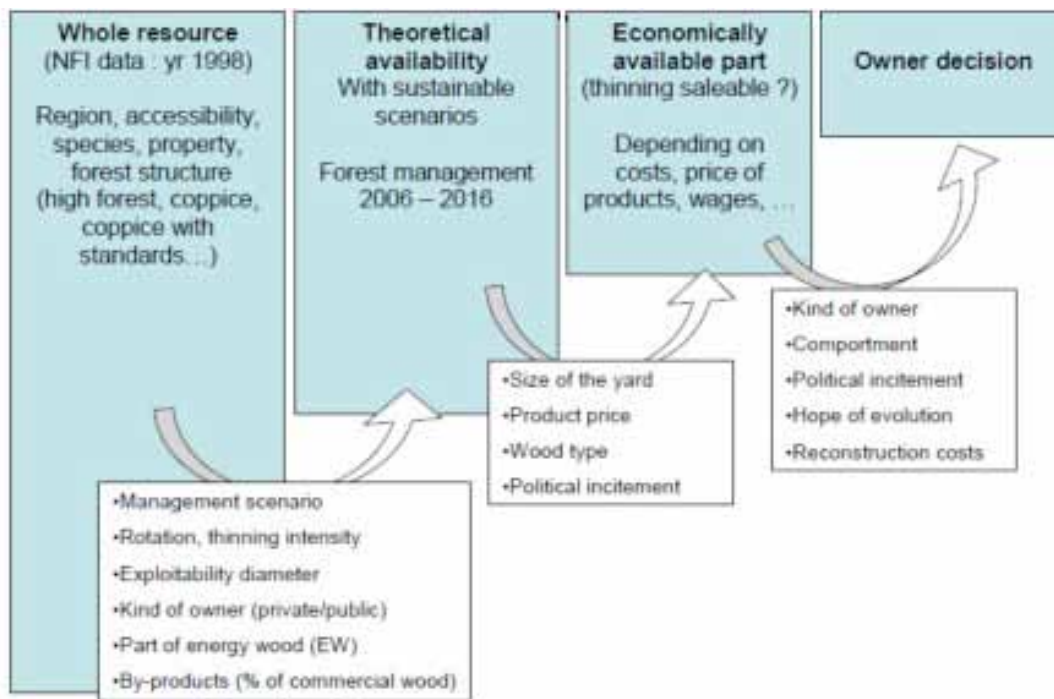 Whole resource
(NFI data : yr 1998)
Region, accessibility,
species, property,
forest structure
(high forest, coppice,
coppice with
standards…)
•Management scenario
•Rotation, thinning intensity
•Exploitability diameter
•Kind of owner (private/public)
•Part of energy wood (EW)
•By-products (% of commercial wood)
Theoretical
availability
With sustainable
scenarios
Forest management
2006 – 2016
•Size of the yard
•Product price
•Wood type
•Political incitement
Economically
available part
(thinning saleable ?)
Depending on
costs, price of
products, wages, …
•Kind of owner
•Comportment
•Political incitement
•Hope of evolution
•Reconstruction costs
Owner decision